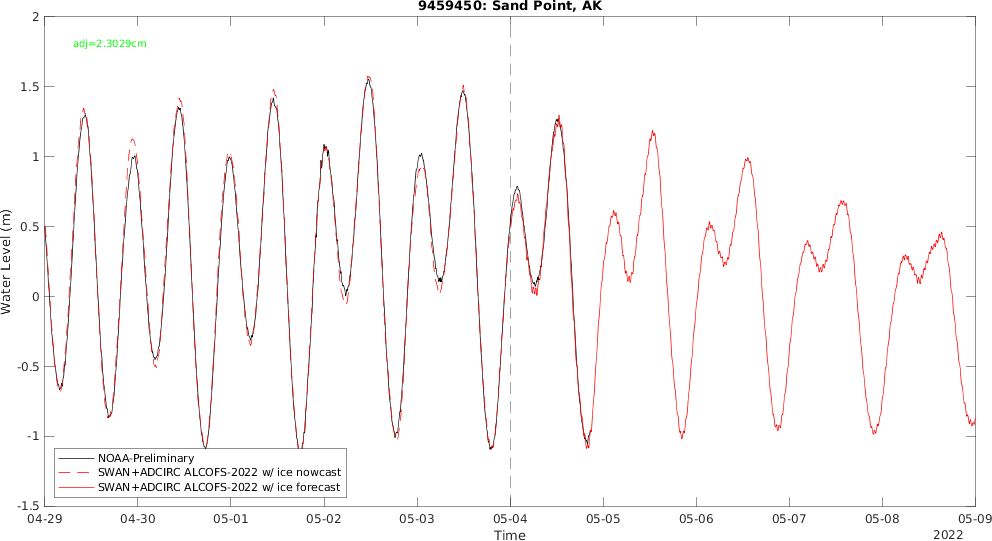 9459450: Sand Point, AK
adj=2.3029cm
2
1.5
1
0.5
0
-0.5
-1
-1.5
Water Level (m)
NOAA-Preliminary
SWAN+ADCIRC ALCOFS-2022 w/ ice nowcast
SWAN+ADCIRC ALCOFS-2022 w/ ice forecast
04-29 04-30 05-01 05-02 05-03 05-04 05-05 05-06 05-07 05-08 05-09
Time
2022